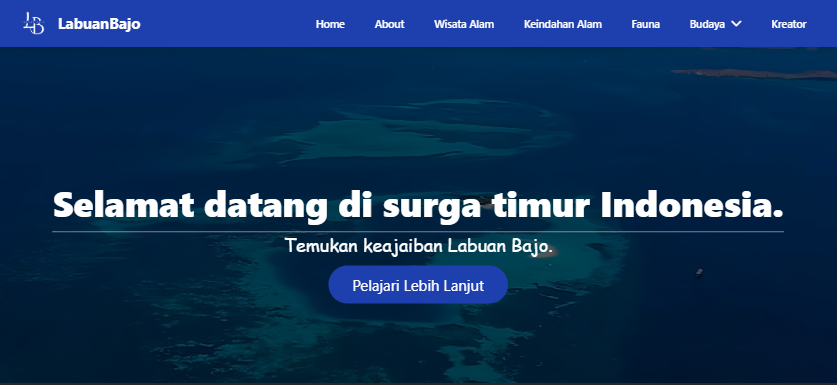 LB LabuanBajo Home About Wisata Alam Keindahan Alam Fauna Budaya Kreator
Selamat datang di surga timur Indonesia.
Temukan keajaiban Labuan Bajo.
Pelajari Lebih Lanjut